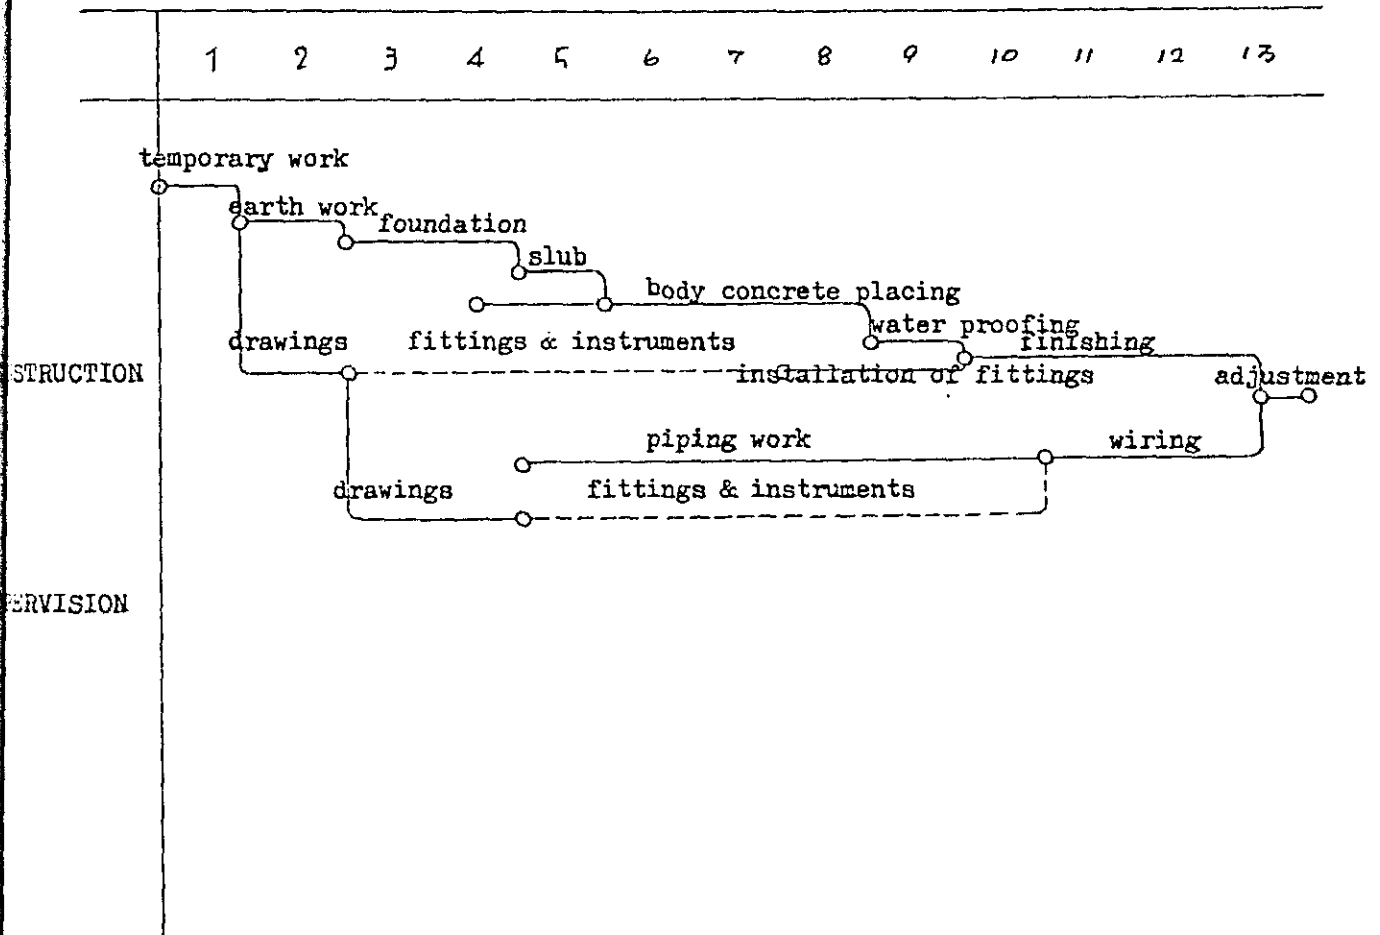 1 2 3 4 5 6 7 8 9 10 11 12 13
temporary work
earth work
foundation
slub
body concrete placing
water proofing
drawings fittings & instruments finishing
STRUCTION installation of fittings adjustment
piping work wiring
drawings fittings & instruments
ERVISION